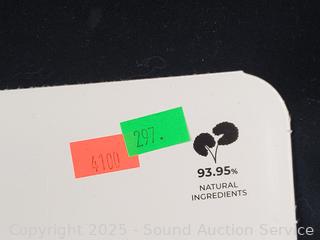 297.
4100
93.95%
NATURAL
INGREDIENTS
Copyright 2025 - Sound Auction Service